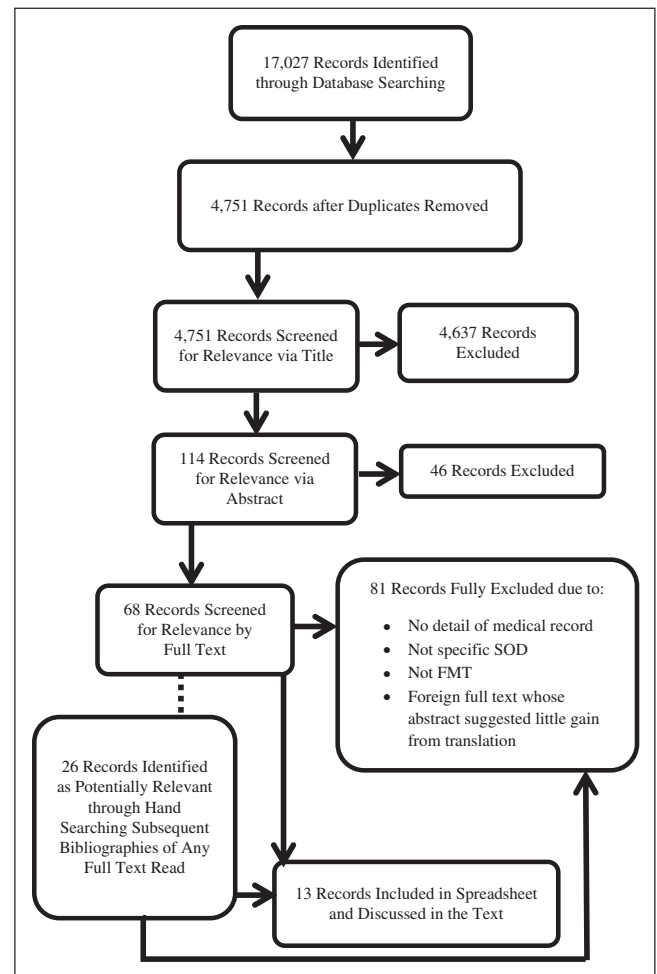 17,027 Records Identified
through Database Searching
4,751 Records after Duplicates Removed
4,751 Records Screened
for Relevance via Title
4,637 Records
Excluded
114 Records Screened
for Relevance via
Abstract
46 Records Excluded
68 Records Screened
for Relevance by
Full Text
81 Records Fully Excluded due to:
• No detail of medical record
• Not specific SOD
• Not FMT
• Foreign full text whose
abstract suggested little gain
from translation
26 Records Identified
as Potentially Relevant
through Hand
Searching Subsequent
Bibliographies of Any
Full Text Read
13 Records Included in Spreadsheet
and Discussed in the Text